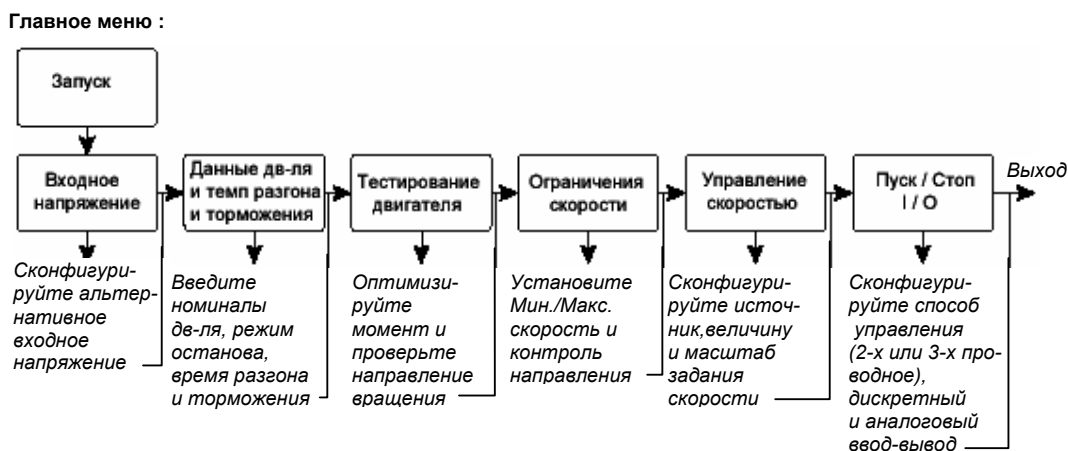 Главное меню :
Запуск
Входное
напряжение
Данные дв-ля
и темп разгона
и торможения
Тестирование
двигателя
Ограничения
скорости
Управление
скоростью
Пуск / Стоп
I / O
Выход
Сконфигури-
руйте альтер-
нативное
входное
напряжение
Введите
номиналы
дв-ля, режим
останова,
время разгона
и торможения
Оптимизи-
руйте
момент и
проверьте
направление
вращения
Установите
Мин./Макс.
скорость и
контроль
направления
Сконфигури-
руйте источ-
ник,величину
и масштаб
задания
скорости
Сконфигури-
руйте способ
управления
(2-х или 3-х про-
водное),
дискретный
и аналоговый
ввод-вывод